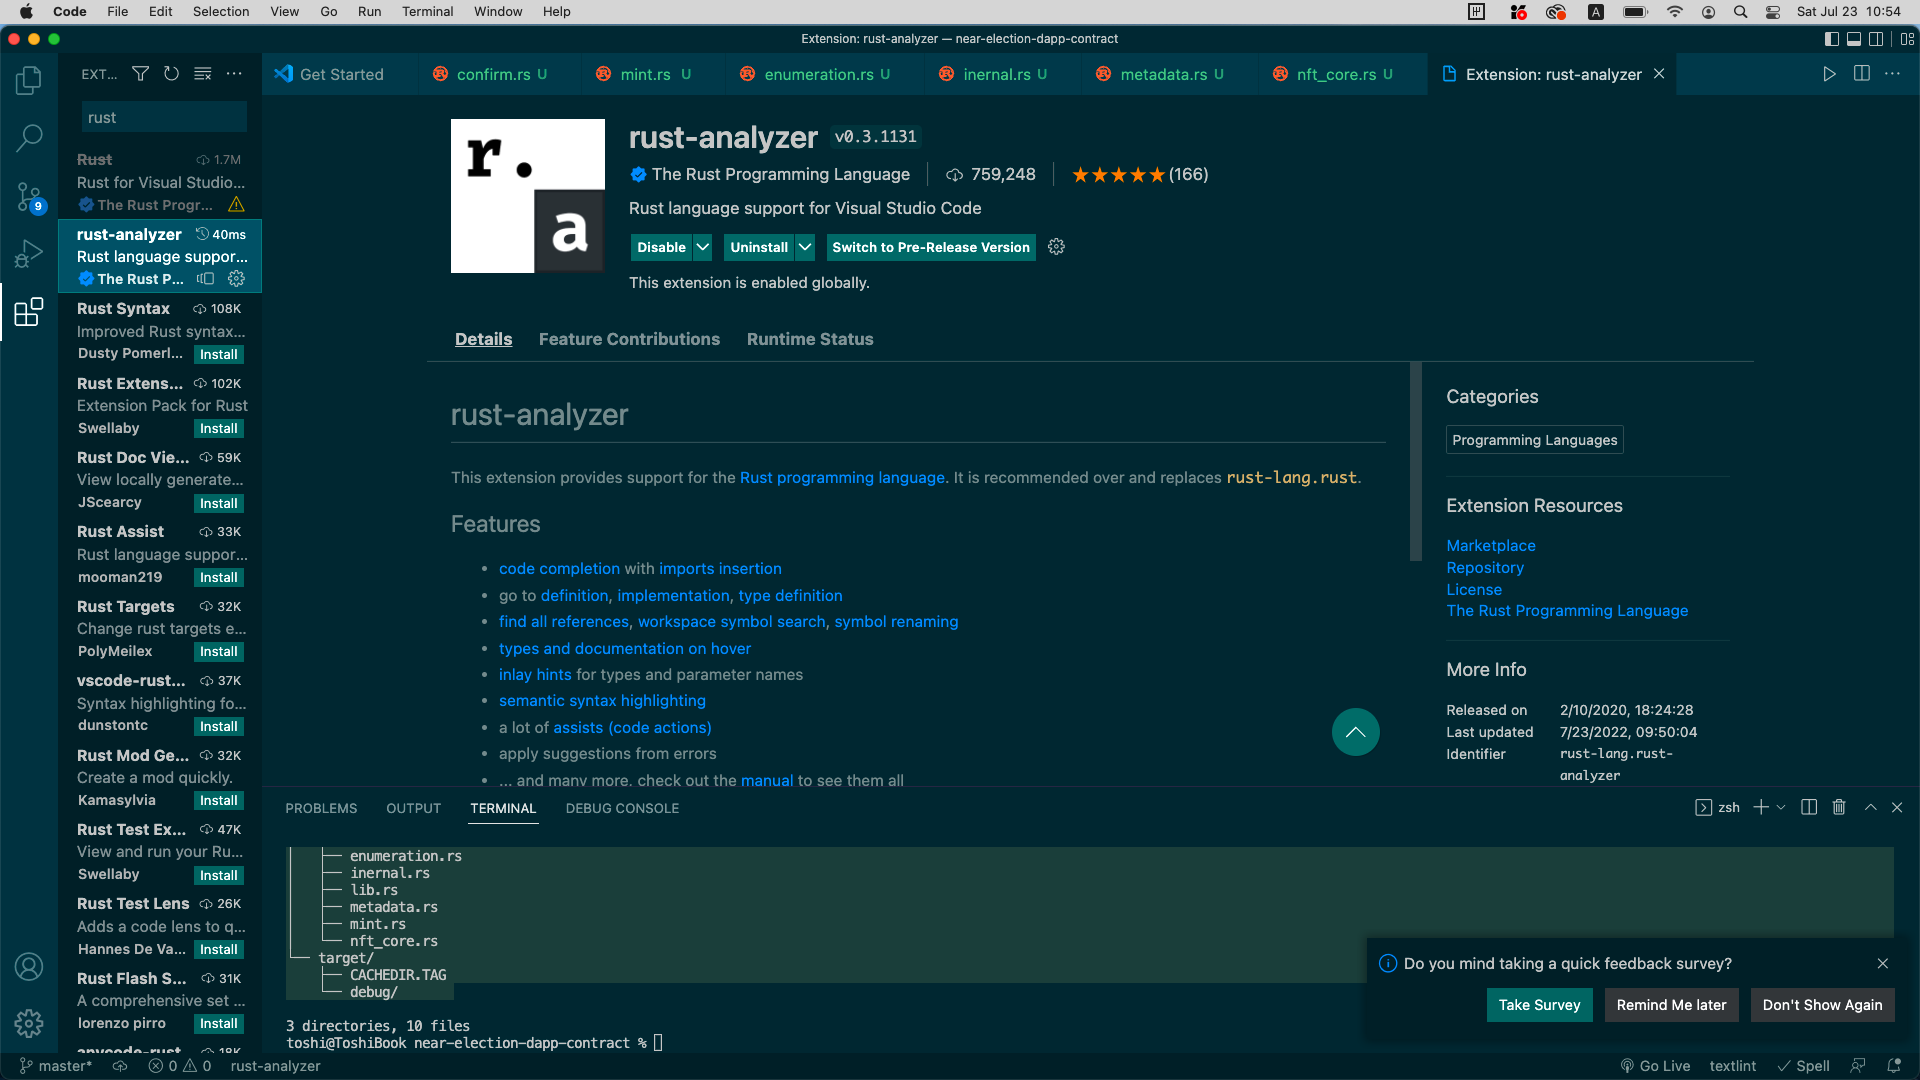 Code File Edit Selection View Go Run Terminal Window Help
A
Sat Jul 23 10:54
Extension: rust-analyzer — near-election-dapp-contract
EXT...
Get Started
confirm.rs U
mint.rs U
enumeration.rs U
inernal.rs U
metadata.rs U
nft_core.rs U
Extension: rust-analyzer
rust
Rust 1.7M
Rust for Visual Studio...
The Rust Progr...
rust-analyzer 40ms
Rust language suppor...
The Rust P...
Rust Syntax 108K
Improved Rust syntax...
Dusty Pomerl... Install
Rust Extens... 102K
Extension Pack for Rust
Swellaby Install
Rust Doc Vie... 59K
View locally generate...
JScearcy Install
Rust Assist 33K
Rust language suppor...
mooman219 Install
Rust Targets 32K
Change rust targets e...
PolyMeilex Install
vscode-rust... 37K
Syntax highlighting fo...
dunstontc Install
Rust Mod Ge... 32K
Create a mod quickly.
Kamasylvia Install
Rust Test Ex... 47K
View and run your Ru...
Swellaby Install
Rust Test Lens 26K
Adds a code lens to q...
Hannes De Va... Install
Rust Flash S... 31K
A comprehensive set ...
lorenzo pirro Install
anycode-rust 18K
9
r.
a
rust-analyzer v0.3.1131
The Rust Programming Language 759,248 ★★★★★ (166)
Rust language support for Visual Studio Code
Disable Uninstall Switch to Pre-Release Version
This extension is enabled globally.
Details Feature Contributions Runtime Status
rust-analyzer
This extension provides support for the Rust programming language. It is recommended over and replaces rust-lang.rust.
Features
• code completion with imports insertion
• go to definition, implementation, type definition
• find all references, workspace symbol search, symbol renaming
• types and documentation on hover
• inlay hints for types and parameter names
• semantic syntax highlighting
• a lot of assists (code actions)
• apply suggestions from errors
• ... and many more, check out the manual to see them all
Categories
Programming Languages
Extension Resources
Marketplace
Repository
License
The Rust Programming Language
More Info
Released on 2/10/2020, 18:24:28
Last updated 7/23/2022, 09:50:04
Identifier rust-lang.rust-
analyzer
PROBLEMS OUTPUT TERMINAL DEBUG CONSOLE
zsh
│   ├── enumeration.rs
│   ├── inernal.rs
│   ├── lib.rs
│   ├── metadata.rs
│   ├── mint.rs
│   └── nft_core.rs
└── target/
    ├── CACHEDIR.TAG
    └── debug/
3 directories, 10 files
toshi@ToshiBook near-election-dapp-contract %
Do you mind taking a quick feedback survey?
Take Survey Remind Me later Don't Show Again
master* 0 0 rust-analyzer
Go Live textlint Spell